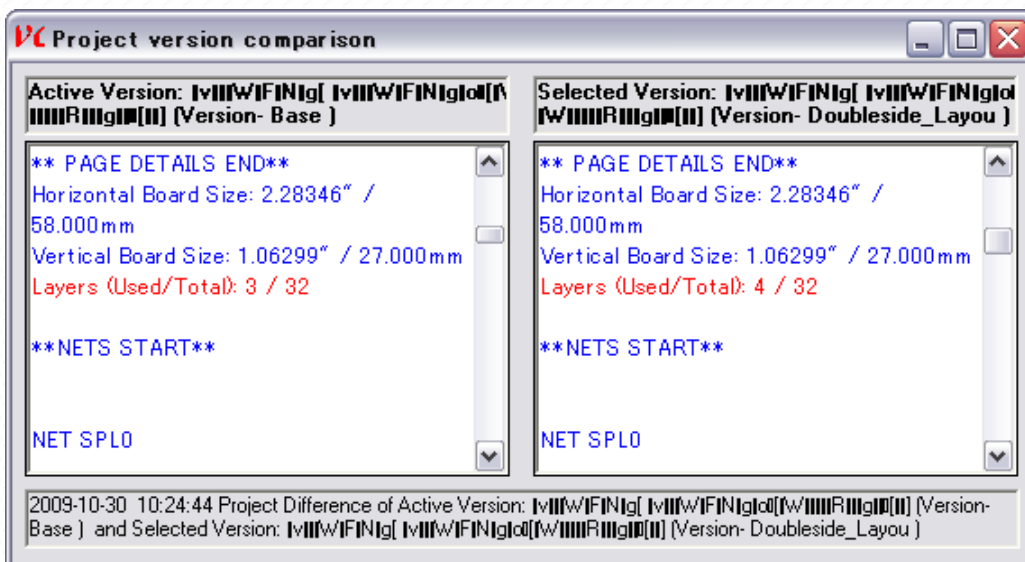 Project version comparison
Active Version:
(Version- Base )
Selected Version:
(Version- Doubleside_Layou )
** PAGE DETAILS END**
Horizontal Board Size: 2.28346" /
58.000mm
Vertical Board Size: 1.06299" / 27.000mm
Layers (Used/Total): 3 / 32
**NETS START**
NET SPL0
** PAGE DETAILS END**
Horizontal Board Size: 2.28346" /
58.000mm
Vertical Board Size: 1.06299" / 27.000mm
Layers (Used/Total): 4 / 32
**NETS START**
NET SPL0
2009-10-30 10:24:44 Project Difference of Active Version: (Version-
Base ) and Selected Version: (Version- Doubleside_Layou )